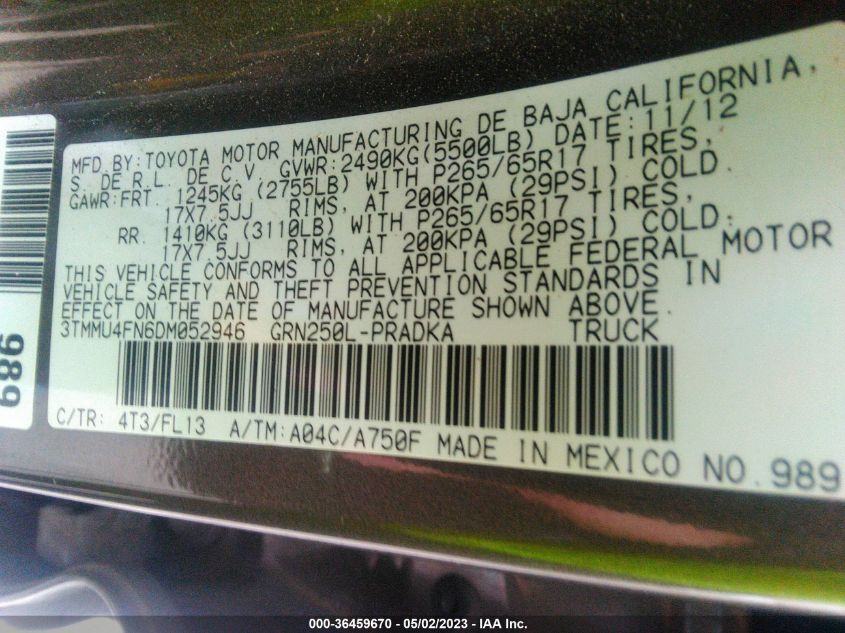 MFD.BY:TOYOTA MOTOR MANUFACTURING DE BAJA CALIFORNIA,
S. DE R.L. DE C.V. GVWR:2490KG(5500LB) DATE:11/12
GAWR:FRT. 1245KG (2755LB) WITH P265/65R17 TIRES,
17X7.5JJ RIMS, AT 200KPA (29PSI) COLD.
RR. 1410KG (3110LB) WITH P265/65R17 TIRES,
17X7.5JJ RIMS, AT 200KPA (29PSI) COLD.
THIS VEHICLE CONFORMS TO ALL APPLICABLE FEDERAL MOTOR
VEHICLE SAFETY AND THEFT PREVENTION STANDARDS IN
EFFECT ON THE DATE OF MANUFACTURE SHOWN ABOVE.
3TMMU4FN6DM052946 GRN250L-PRADKA TRUCK
C/TR: 4T3/FL13 A/TM:A04C/A750F MADE IN MEXICO NO.989
989
000-36459670 - 05/02/2023 - IAA Inc.